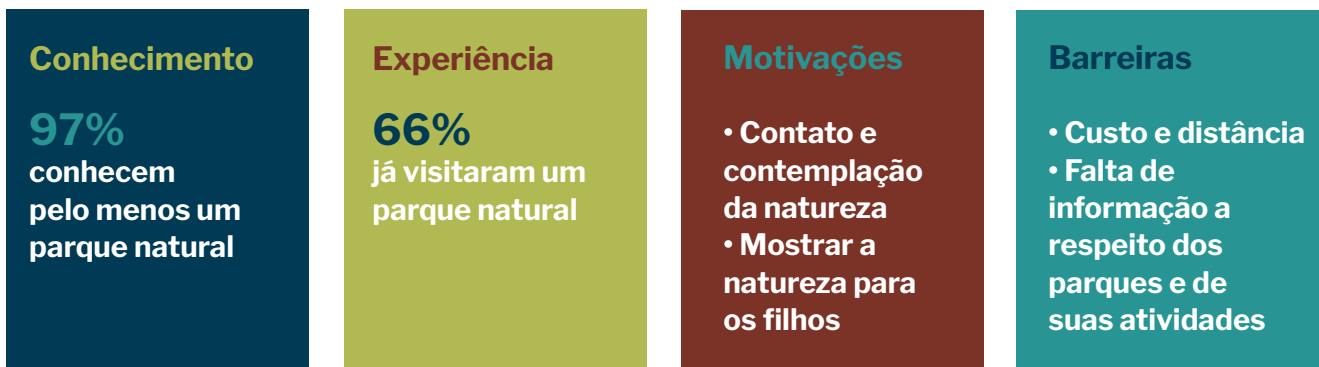 Conhecimento
97%
conhecem
pelo menos um
parque natural
Experiência
66%
já visitaram um
parque natural
Motivações
• Contato e
contemplação
da natureza
• Mostrar a
natureza para
os filhos
Barreiras
• Custo e distância
• Falta de
informação a
respeito dos
parques e de
suas atividades